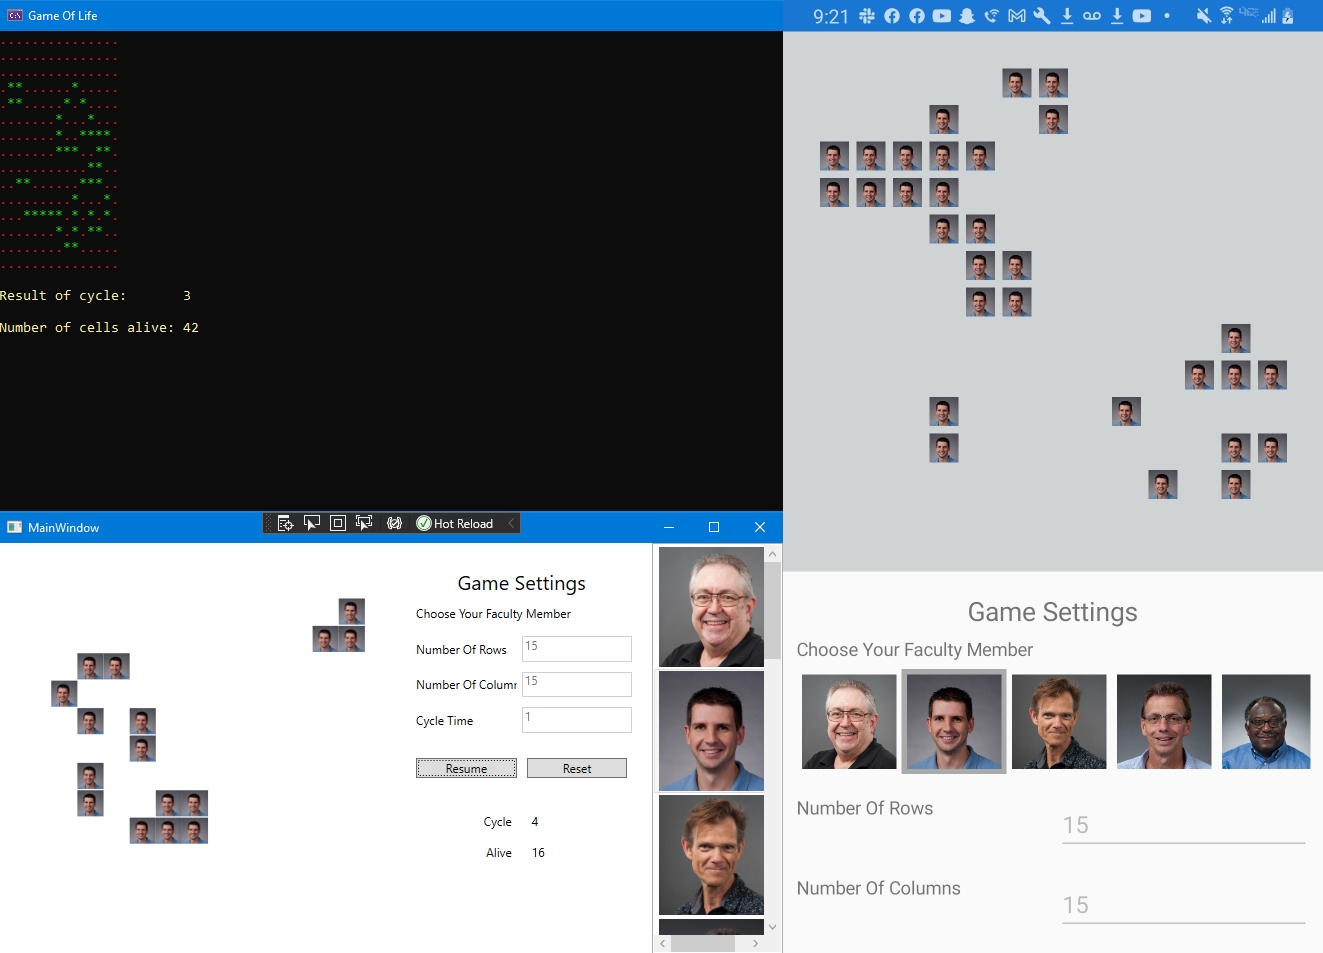 Game Of Life
...............
...............
...............
.**......*.....
.**.....*.*....
.......*...*...
.......*..****.
.......***..**.
...........**..
..**......***..
.........*...*.
...*****.*.*.*.
.......*.*.**..
........**.....
...............
Result of cycle: 3
Number of cells alive: 42
MainWindow
Hot Reload
Game Settings
Choose Your Faculty Member
Number Of Rows 15
Number Of Colum 15
Cycle Time 1
Resume Reset
Cycle 4
Alive 16
9:21
Game Settings
Choose Your Faculty Member
Number Of Rows
15
Number Of Columns
15